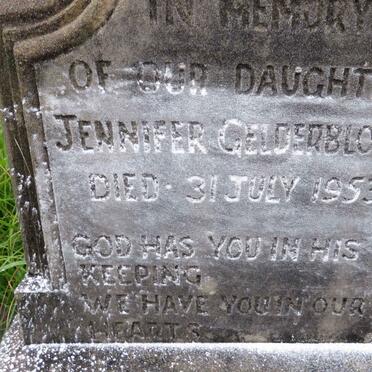 IN MEMORY
OF OUR DAUGHT
JENNIFER GELDERBLO
DIED · 31 JULY 1953
GOD HAS YOU IN HIS
KEEPING
WE HAVE YOU IN OUR
HEARTS